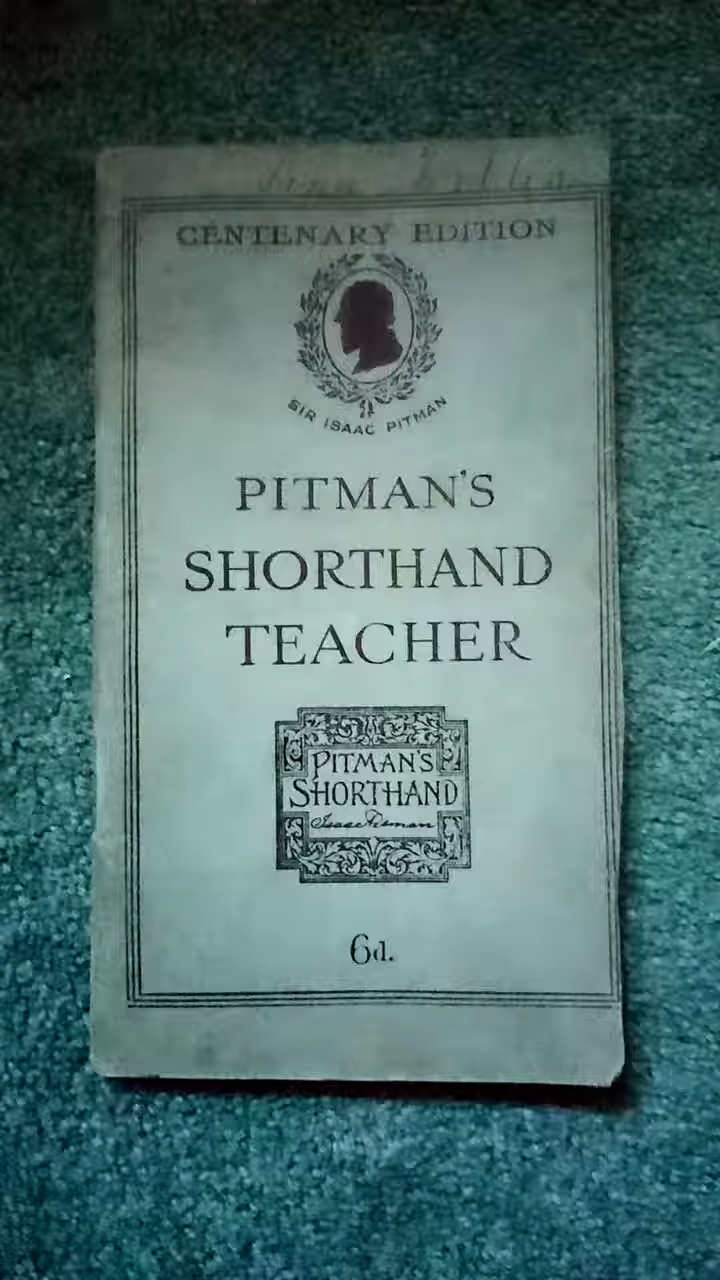 CENTENARY EDITION
SIR ISAAC PITMAN
PITMAN'S
SHORTHAND
TEACHER
PITMAN'S
SHORTHAND
Isaac Pitman
6d.